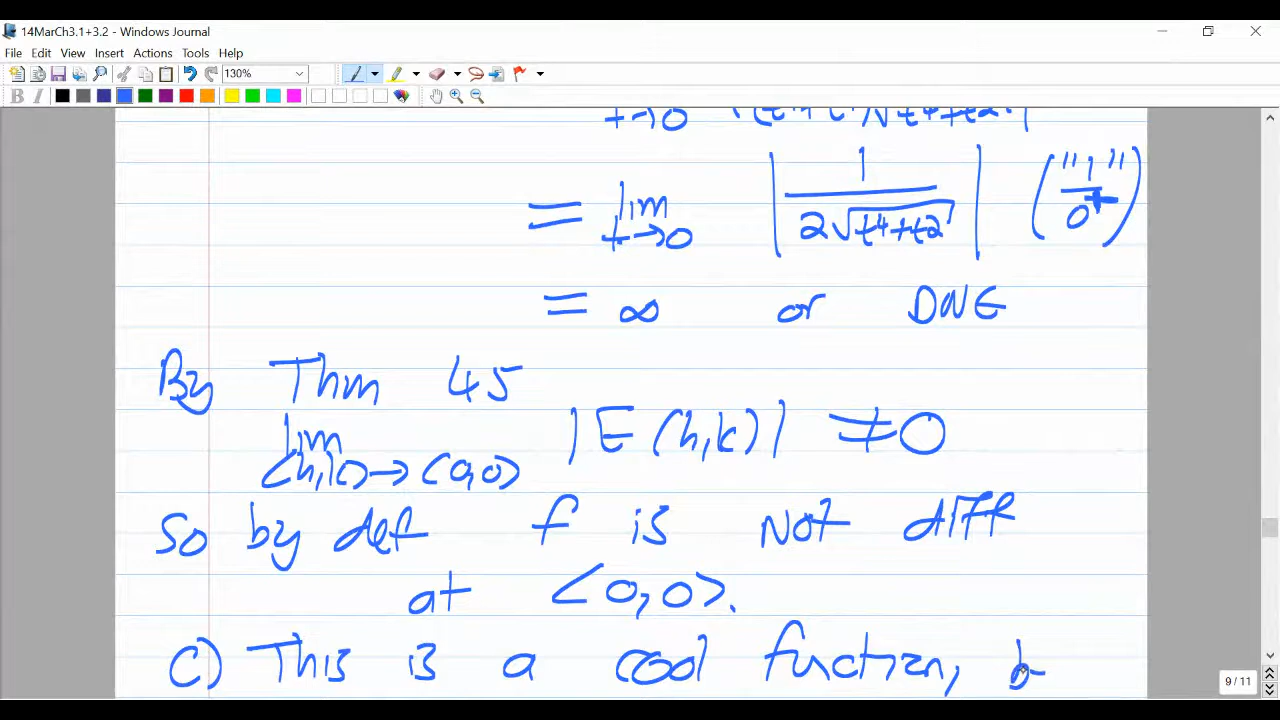 14MarCh3.1+3.2 - Windows Journal
File Edit View Insert Actions Tools Help
130%
B I
t→0
= lim t→0 | 1 / 2√t⁴+t² | ("1" / 0⁺)
= ∞ or DNE
By Thm 45
lim <h,k>→<0,0> |E(h,k)| ≠0
So by def f is NOT diff
at <0,0>.
C) This is a cool function, b
9 / 11